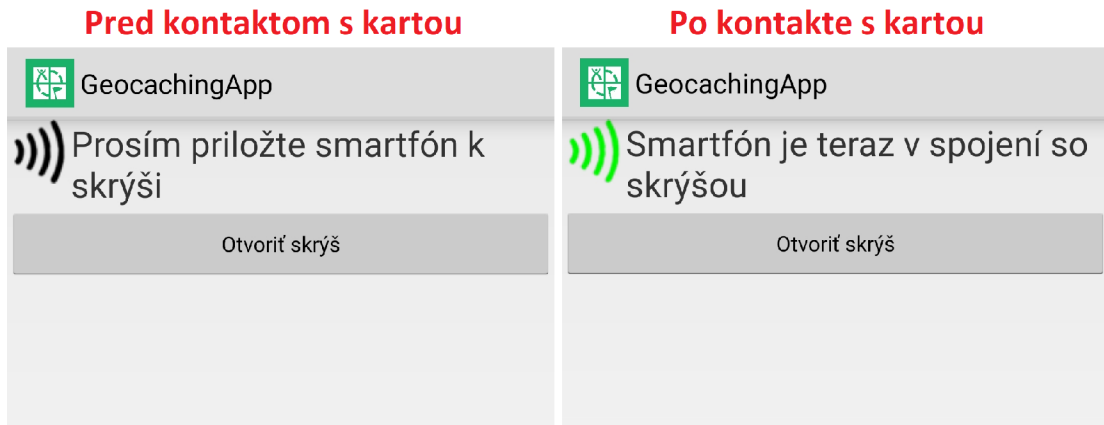 Pred kontaktom s kartou
GeocachingApp
Prosím priložte smartfón k
skrýši
Otvoriť skrýš
Po kontakte s kartou
GeocachingApp
Smartfón je teraz v spojení so
skrýšou
Otvoriť skrýš